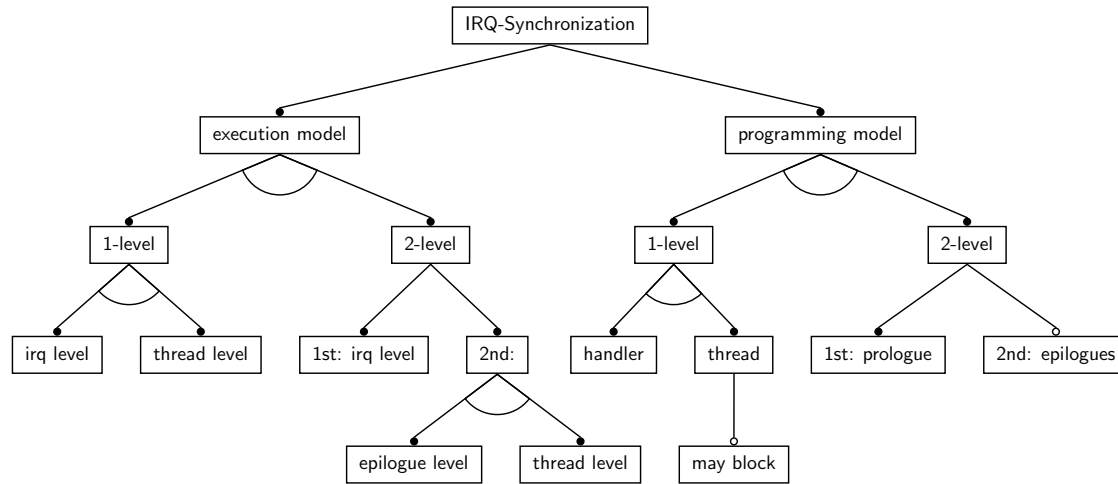 IRQ-Synchronization
execution model
programming model
1-level
2-level
1-level
2-level
irq level
thread level
1st: irq level
2nd:
handler
thread
1st: prologue
2nd: epilogues
epilogue level
thread level
may block